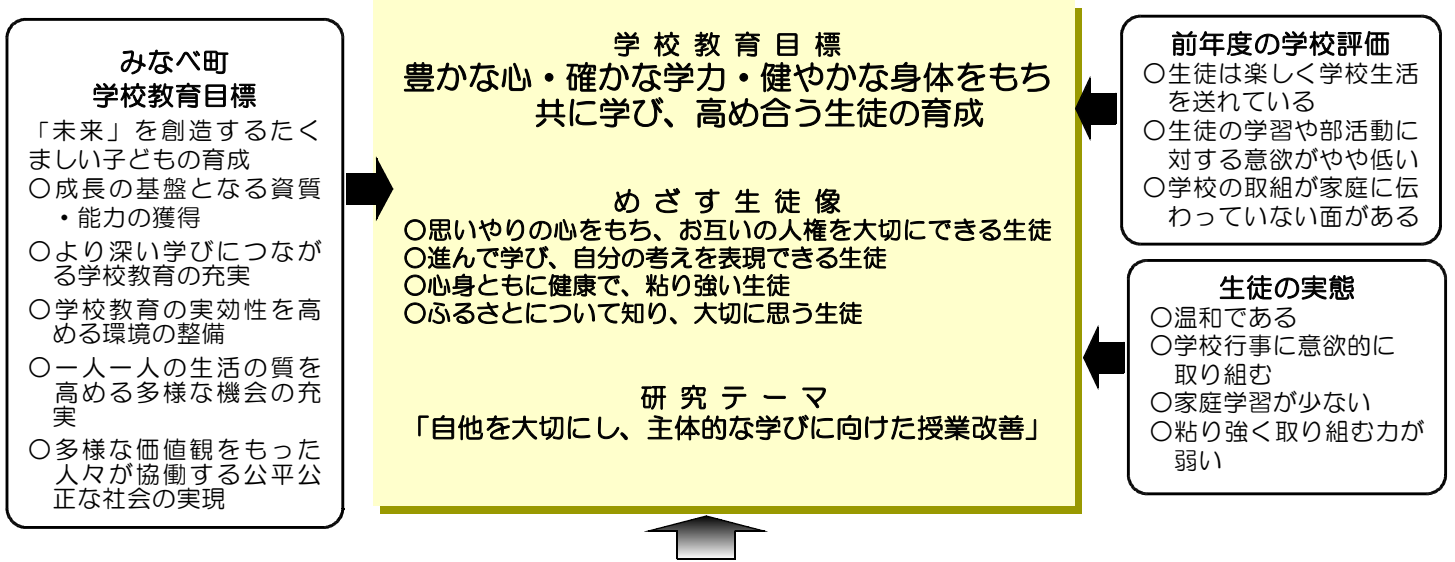 みなべ町
学校教育目標
「未来」を創造するたく
ましい子どもの育成
〇成長の基盤となる資質
・能力の獲得
〇より深い学びにつなが
る学校教育の充実
〇学校教育の実効性を高
める環境の整備
〇一人一人の生活の質を
高める多様な機会の充
実
〇多様な価値観をもった
人々が協働する公平公
正な社会の実現
学校教育目標
豊かな心・確かな学力・健やかな身体をもち
共に学び、高め合う生徒の育成
めざす生徒像
〇思いやりの心をもち、お互いの人権を大切にできる生徒
〇進んで学び、自分の考えを表現できる生徒
〇心身ともに健康で、粘り強い生徒
〇ふるさとについて知り、大切に思う生徒
研究テーマ
「自他を大切にし、主体的な学びに向けた授業改善」
前年度の学校評価
〇生徒は楽しく学校生活
を送れている
〇生徒の学習や部活動に
対する意欲がやや低い
〇学校の取組が家庭に伝
わっていない面がある
生徒の実態
〇温和である
〇学校行事に意欲的に
取り組む
〇家庭学習が少ない
〇粘り強く取り組む力が
弱い